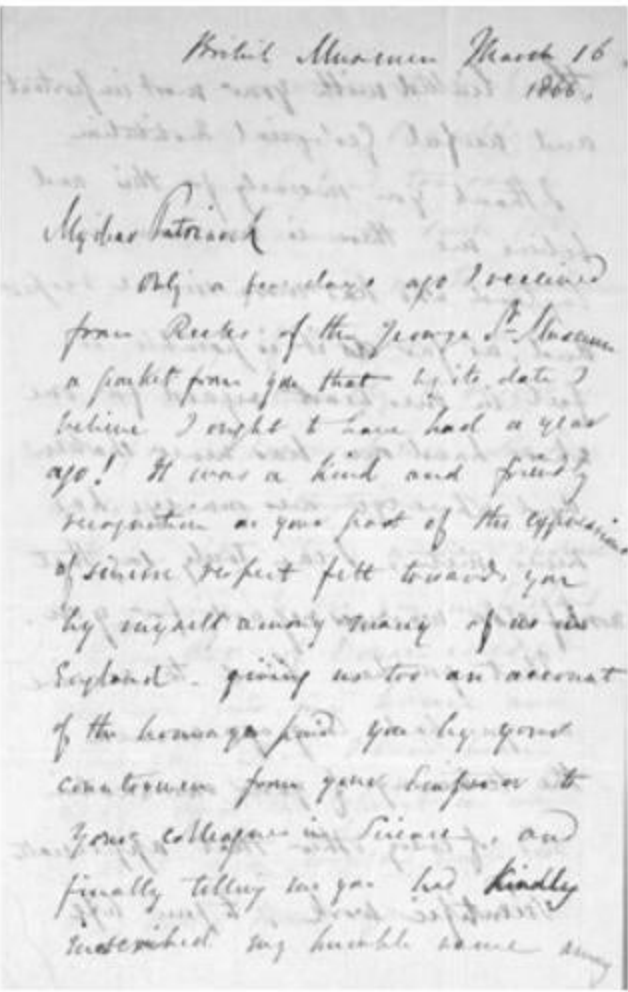 British Museum March 16
1866.
My dear
Only a few days ago I received
from Reeks of the Jermyn St. Museum
a packet from you that by its date I
believe I ought to have had a year
ago! It was a kind and friendly
recognition on your part of the expressions
of sincere respect felt towards you
by myself among many of us in
England - giving us too an account
of the homage paid you by your
countrymen from your Emperor to
your colleagues in Science, and
finally telling me you had kindly
inscribed my humble name among